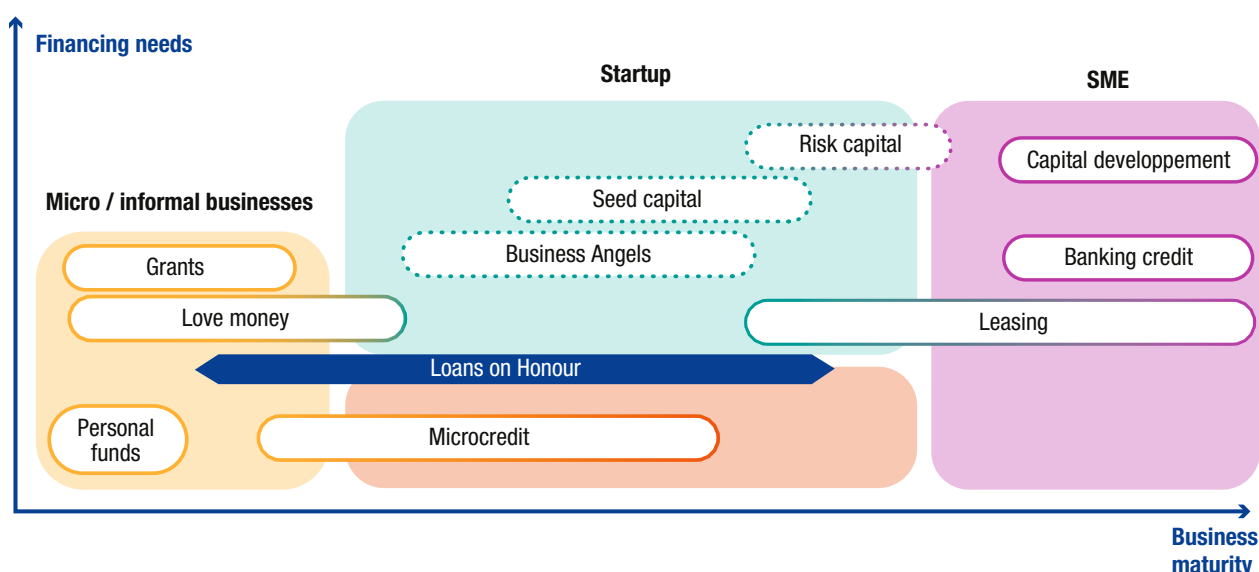 Financing needs
Startup
SME
Risk capital
Capital developpement
Seed capital
Micro / informal businesses
Business Angels
Banking credit
Grants
Love money
Leasing
Loans on Honour
Personal
funds
Microcredit
Business
maturity